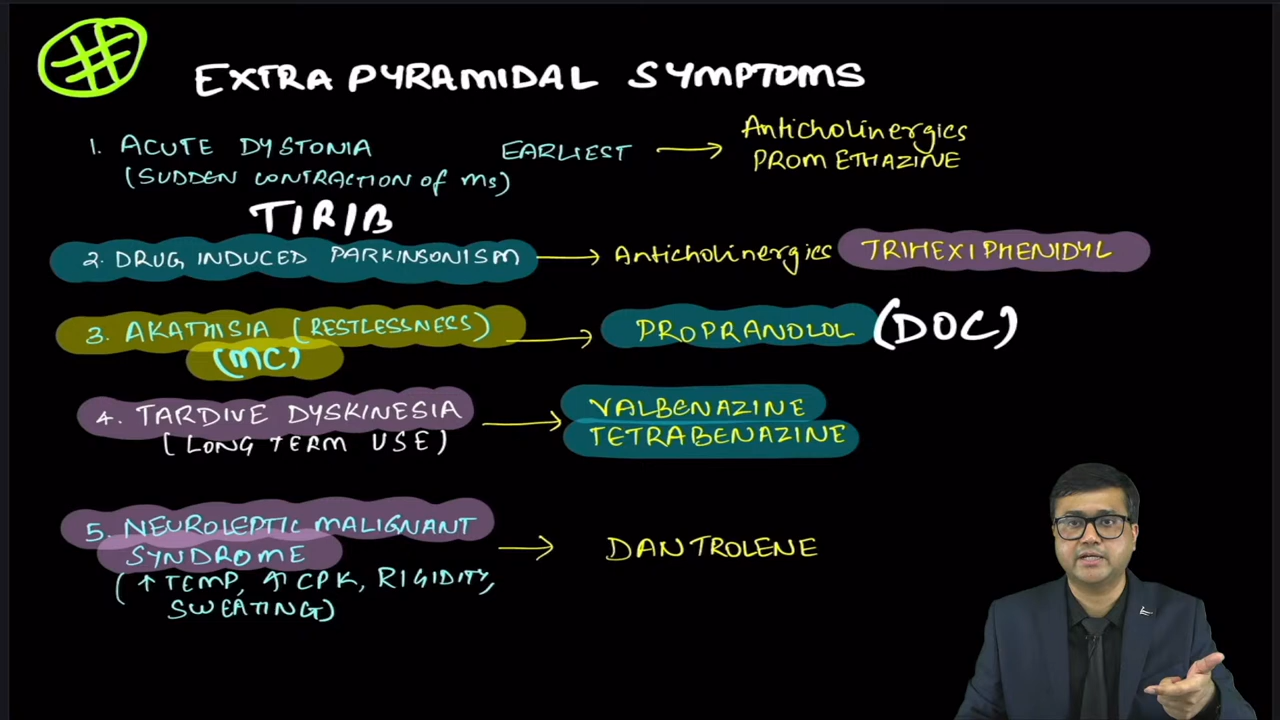 EXTRA PYRAMIDAL SYMPTOMS
1. ACUTE DYSTONIA EARLIEST → Anticholinergics
PROMETHAZINE
(SUDDEN CONTRACTION of ms)
T/R/B
2. DRUG INDUCED PARKINSONISM → Anticholinergics TRIHEXIPHENIDYL
3. AKATHISIA (RESTLESSNESS) → PROPRANOLOL (DOC)
(MC)
4. TARDIVE DYSKINESIA → VALBENAZINE
TETRABENAZINE
(LONG TERM USE)
5. NEUROLEPTIC MALIGNANT
SYNDROME → DANTROLENE
(↑ TEMP, ↑ CPK, RIGIDITY,
SWEATING)